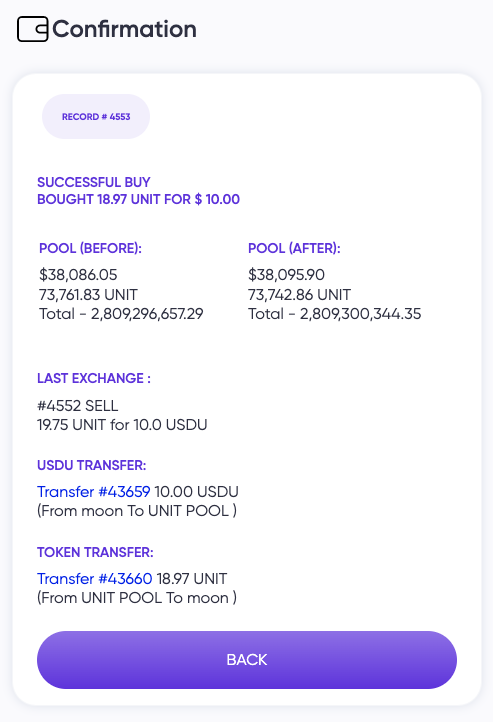 Confirmation
RECORD # 4553
SUCCESSFUL BUY
BOUGHT 18.97 UNIT FOR $ 10.00
POOL (BEFORE):
$38,086.05
73,761.83 UNIT
Total - 2,809,296,657.29
POOL (AFTER):
$38,095.90
73,742.86 UNIT
Total - 2,809,300,344.35
LAST EXCHANGE :
#4552 SELL
19.75 UNIT for 10.0 USDU
USDU TRANSFER:
Transfer #43659 10.00 USDU
(From moon To UNIT POOL )
TOKEN TRANSFER:
Transfer #43660 18.97 UNIT
(From UNIT POOL To moon )
BACK